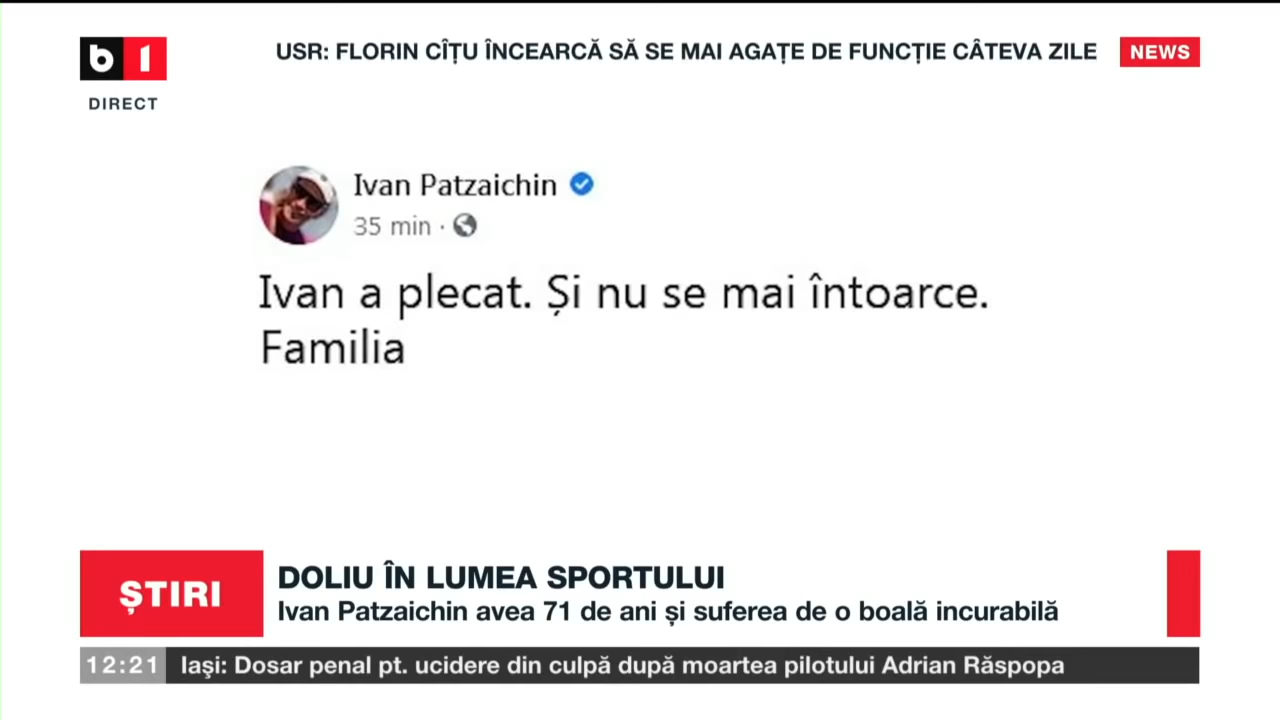 b1
DIRECT
USR: FLORIN CÎȚU ÎNCEARCĂ SĂ SE MAI AGAȚE DE FUNCȚIE CÂTEVA ZILE
NEWS
Ivan Patzaichin
35 min ·
Ivan a plecat. Și nu se mai întoarce.
Familia
ȘTIRI
DOLIU ÎN LUMEA SPORTULUI
Ivan Patzaichin avea 71 de ani și suferea de o boală incurabilă
12:21 Iaşi: Dosar penal pt. ucidere din culpă după moartea pilotului Adrian Răspopa